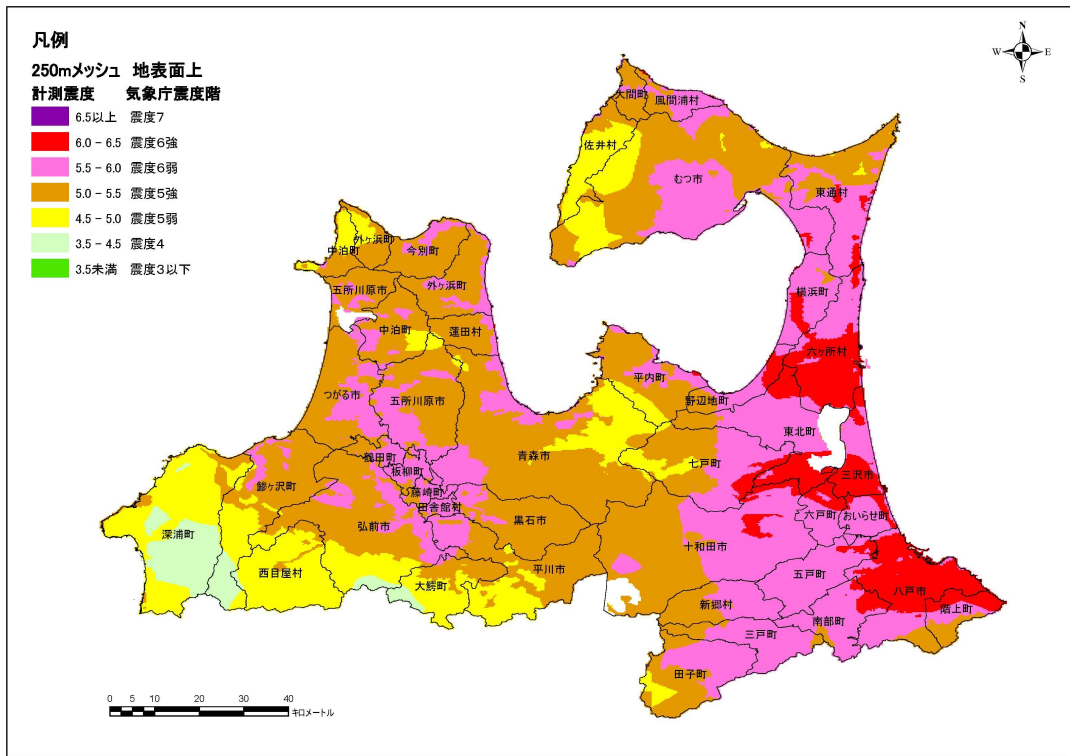 凡例
250mメッシュ 地表面上
計測震度 気象庁震度階
6.5以上 震度7
6.0 - 6.5 震度6強
5.5 - 6.0 震度6弱
5.0 - 5.5 震度5強
4.5 - 5.0 震度5弱
3.5 - 4.5 震度4
3.5未満 震度3以下
N
W E
S
大間町
風間浦村
佐井村
むつ市
東通村
外ヶ浜町
中泊町
今別町
五所川原市
外ヶ浜町
横浜町
中泊町
蓬田村
六ヶ所村
平内町
つがる市
五所川原市
野辺地町
東北町
青森市
七戸町
鶴田町
板柳町
三沢市
鰺ヶ沢町
藤崎町
田舎館村
六戸町
おいらせ町
弘前市
黒石市
深浦町
十和田市
西目屋村
平川市
五戸町
大鰐町
八戸市
新郷村
階上町
南部町
三戸町
田子町
0 5 10 20 30 40
キロメートル